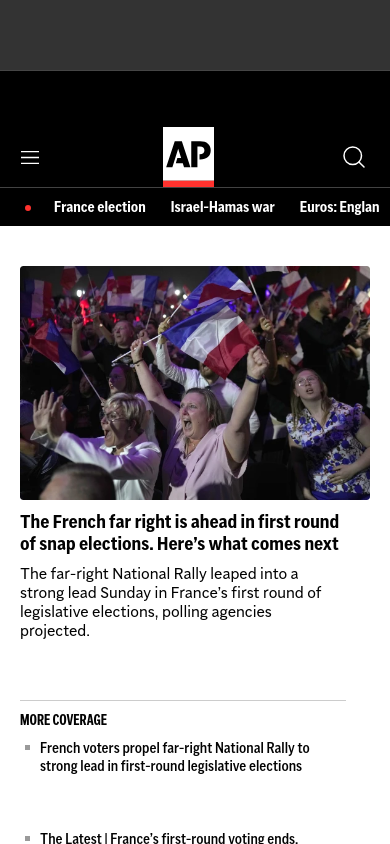 AP
France election Israel-Hamas war Euros: Englan
The French far right is ahead in first round
of snap elections. Here’s what comes next
The far-right National Rally leaped into a
strong lead Sunday in France’s first round of
legislative elections, polling agencies
projected.
MORE COVERAGE
French voters propel far-right National Rally to
strong lead in first-round legislative elections
The Latest | France’s first-round voting ends.